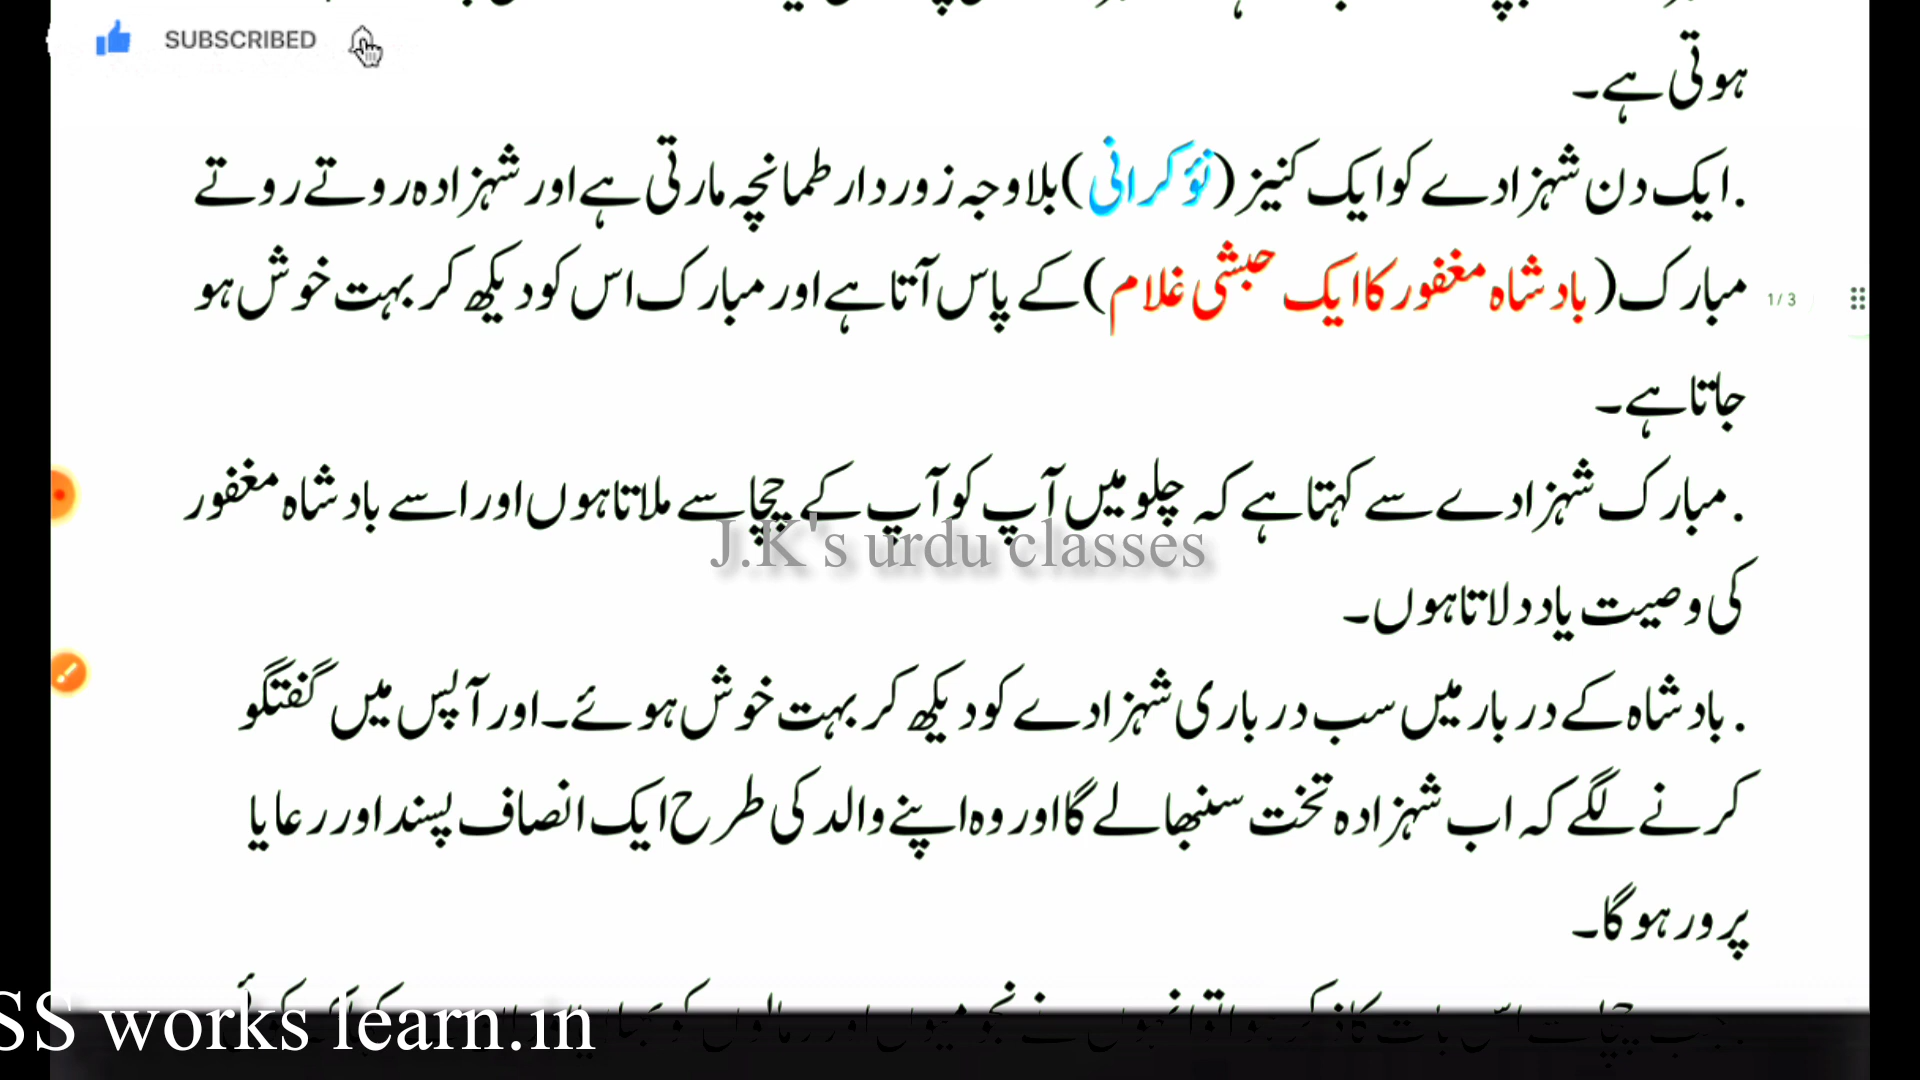 SUBSCRIBED
ہوتی ہے۔
. ایک دن شہزادے کو ایک کنیز (نؤکرانی) بلا وجہ زور دار طمانچہ مارتی ہے اور شہزادہ روتے روتے
مبارک (بادشاہ مغفور کا ایک حبشی غلام) کے پاس آتا ہے اور مبارک اس کو دیکھ کر بہت خوش ہو
1/3
جاتا ہے۔
. مبارک شہزادے سے کہتا ہے کہ چلو میں آپ کو آپ کے چچا سے ملاتا ہوں اور اسے بادشاہ مغفور
J.K's urdu classes
کی وصیت یاد دلاتا ہوں۔
. بادشاہ کے دربار میں سب درباری شہزادے کو دیکھ کر بہت خوش ہوئے۔ اور آپس میں گفتگو
کرنے لگے کہ اب شہزادہ تخت سنبھالے گا اور وہ اپنے والد کی طرح ایک انصاف پسند اور رعایا
پرور ہو گا۔
SS works learn.in